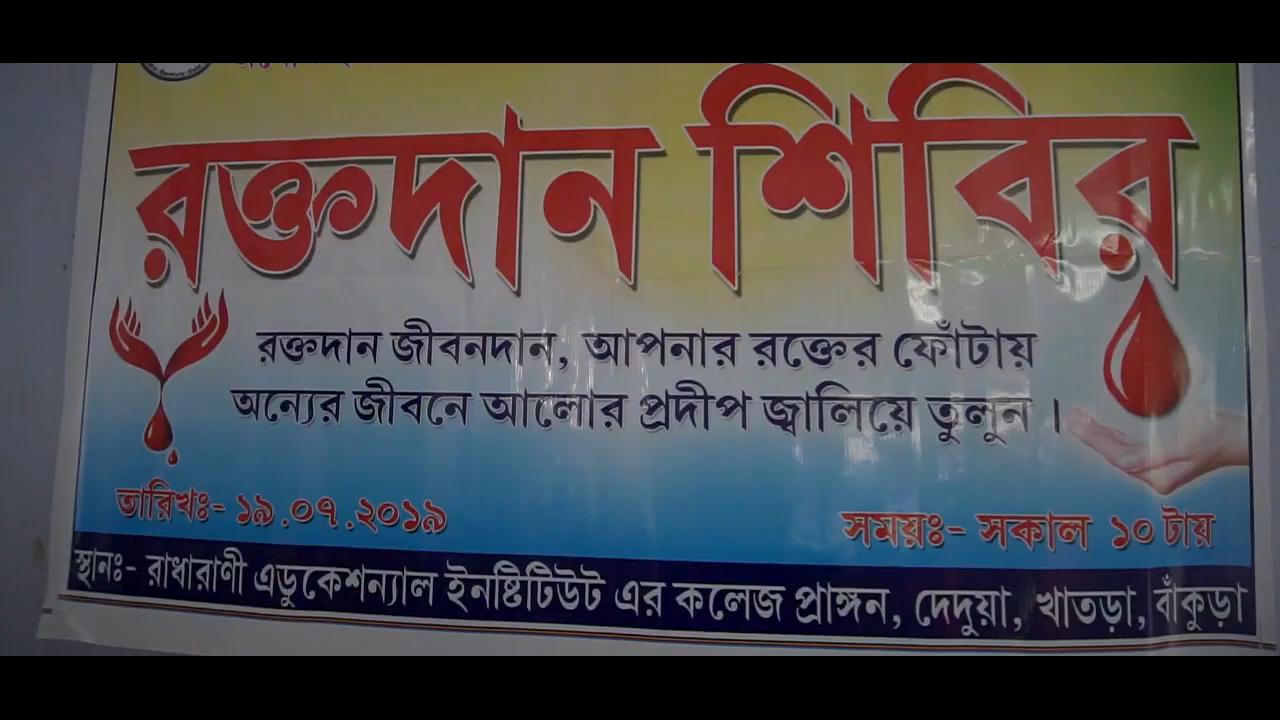 রক্তদান শিবির
রক্তদান জীবনদান, আপনার রক্তের ফোঁটায়
অন্যের জীবনে আলোর প্রদীপ জ্বালিয়ে তুলুন ।
তারিখঃ- ১৯.০৭.২০১৯
সময়ঃ- সকাল ১০ টায়
স্থানঃ- রাধারাণী এডুকেশন্যাল ইনষ্টিটিউট এর কলেজ প্রাঙ্গন, দেদুয়া, খাতড়া, বাঁকুড়া